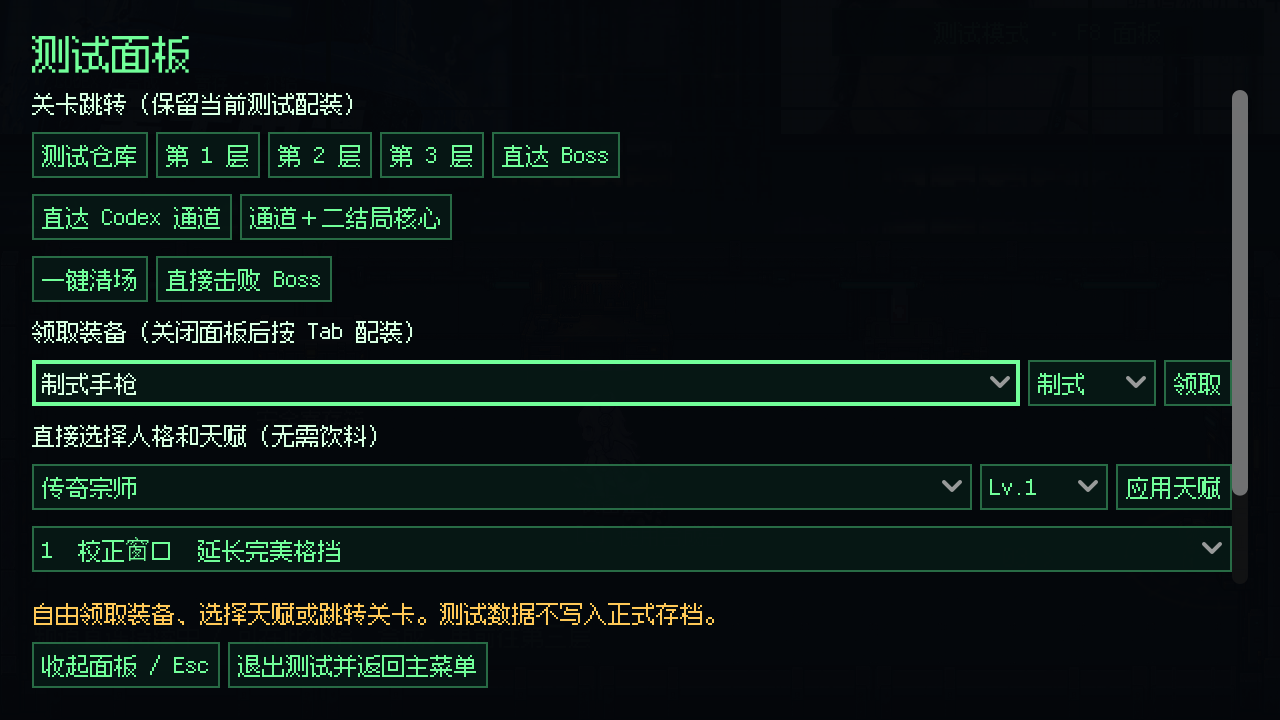 测试模式 · F8 面板
测试面板
关卡跳转（保留当前测试配装）
测试仓库 第 1 层 第 2 层 第 3 层 直达 Boss
直达 Codex 通道 通道＋二结局核心
一键清场 直接击败 Boss
领取装备（关闭面板后按 Tab 配装）
制式手枪 制式 领取
直接选择人格和天赋（无需饮料）
传奇宗师 Lv.1 应用天赋
1 校正窗口 延长完美格挡
自由领取装备、选择天赋或跳转关卡。测试数据不写入正式存档。
收起面板 / Esc 退出测试并返回主菜单